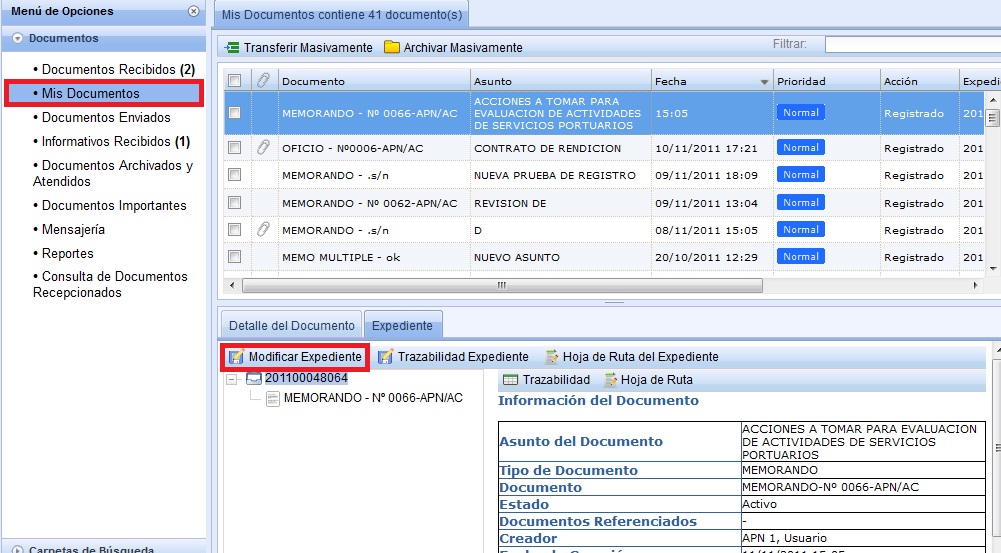 Menú de Opciones
Documentos
• Documentos Recibidos (2)
• Mis Documentos
• Documentos Enviados
• Informativos Recibidos (1)
• Documentos Archivados y
Atendidos
• Documentos Importantes
• Mensajería
• Reportes
• Consulta de Documentos
Recepcionados
Carpetas de Búsqueda
Mis Documentos contiene 41 documento(s)
Transferir Masivamente Archivar Masivamente Filtrar:
Documento Asunto Fecha Prioridad Acción Expedi
MEMORANDO - Nº 0066-APN/AC ACCIONES A TOMAR PARA EVALUACION DE ACTIVIDADES DE SERVICIOS PORTUARIOS 15:05 Normal Registrado 201
OFICIO - Nº0006-APN/AC CONTRATO DE RENDICION 10/11/2011 17:21 Normal Registrado 201
MEMORANDO - .s/n NUEVA PRUEBA DE REGISTRO 09/11/2011 18:09 Normal Registrado 201
MEMORANDO - Nº 0062-APN/AC REVISION DE 09/11/2011 13:04 Normal Registrado 201
MEMORANDO - .s/n D 08/11/2011 15:05 Normal Registrado 201
MEMO MULTIPLE - ok NUEVO ASUNTO 20/10/2011 12:29 Normal Registrado 201
Detalle del Documento Expediente
Modificar Expediente Trazabilidad Expediente Hoja de Ruta del Expediente
201100048064
MEMORANDO - Nº 0066-APN/AC
Trazabilidad Hoja de Ruta
Información del Documento
Asunto del Documento ACCIONES A TOMAR PARA EVALUACION DE ACTIVIDADES DE SERVICIOS PORTUARIOS
Tipo de Documento MEMORANDO
Documento MEMORANDO-Nº 0066-APN/AC
Estado Activo
Documentos Referenciados -
Creador APN 1, Usuario